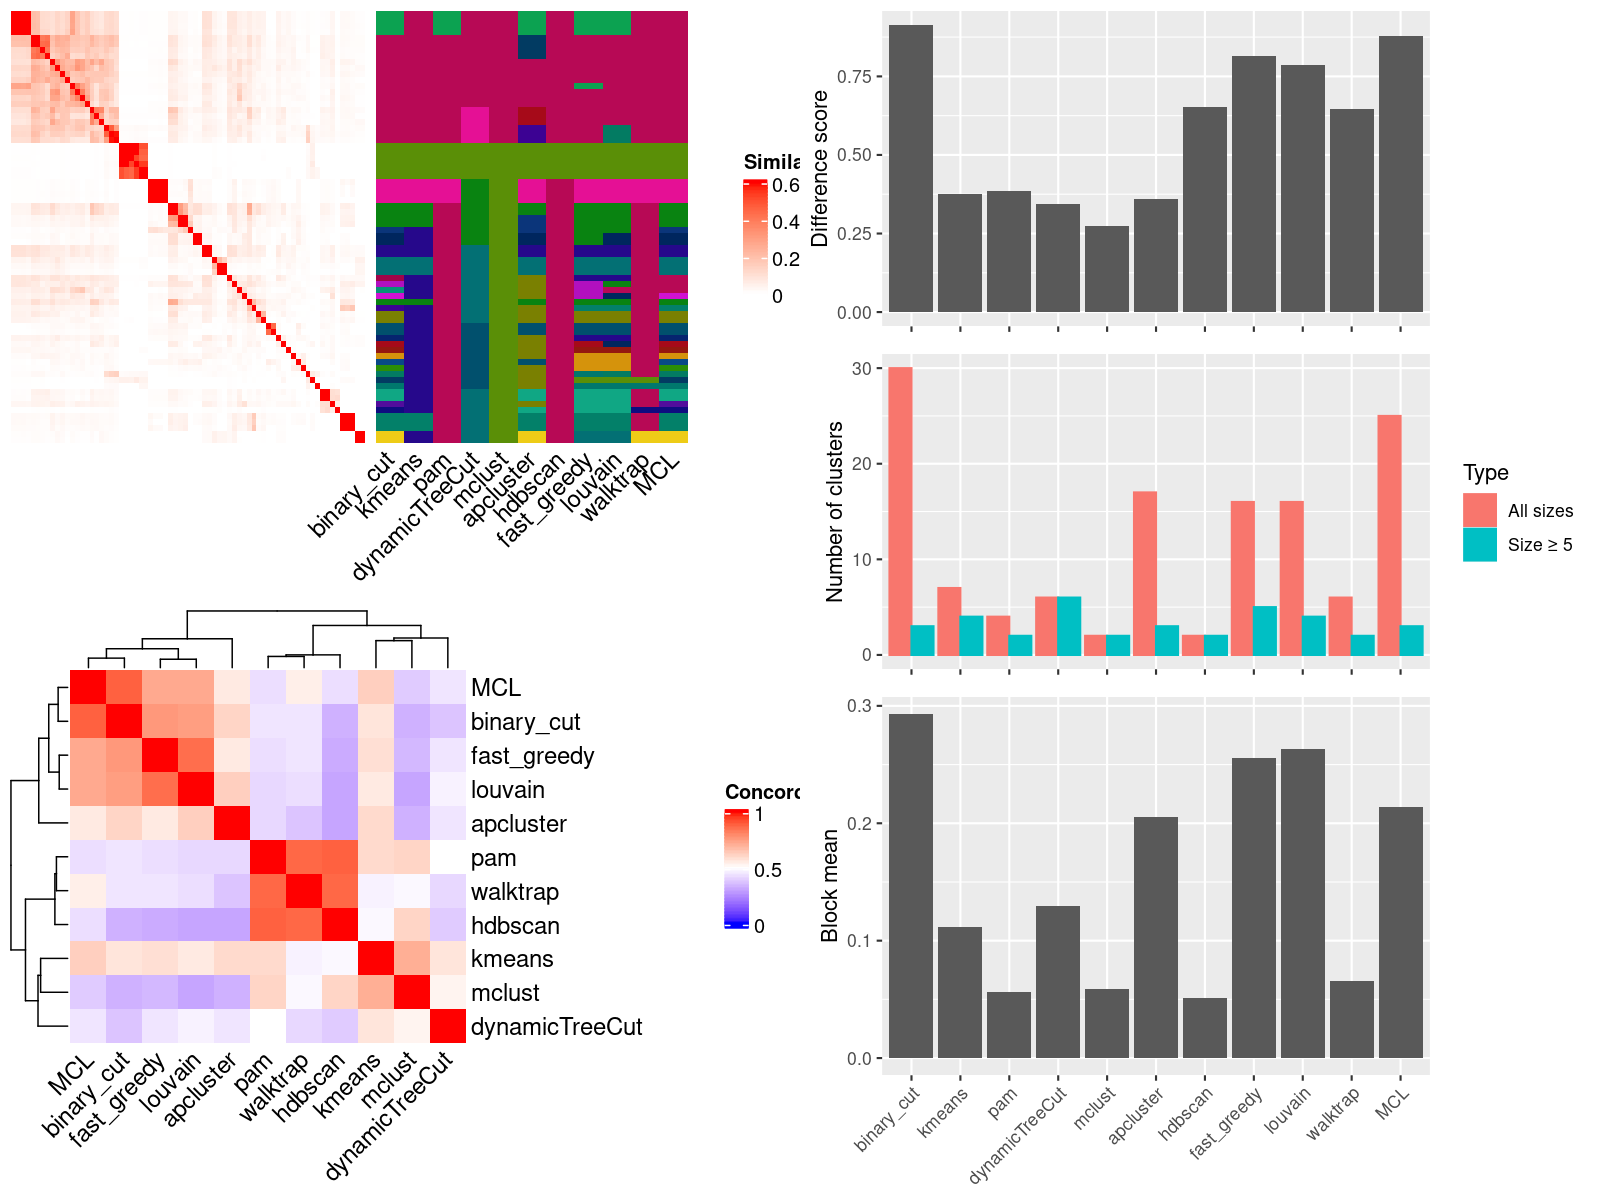 Simila
0.6
0.4
0.2
0
binary_cut
kmeans
pam
dynamicTreeCut
mclust
apcluster
hdbscan
fast_greedy
louvain
walktrap
MCL
Difference score
0.75
0.50
0.25
0.00
Number of clusters
30
20
10
0
Type
All sizes
Size ≥ 5
MCL
binary_cut
fast_greedy
louvain
apcluster
pam
walktrap
hdbscan
kmeans
mclust
dynamicTreeCut
MCL
binary_cut
fast_greedy
louvain
apcluster
pam
walktrap
hdbscan
kmeans
mclust
dynamicTreeCut
Concord
1
0.5
0
Block mean
0.3
0.2
0.1
0.0
binary_cut
kmeans
pam
dynamicTreeCut
mclust
apcluster
hdbscan
fast_greedy
louvain
walktrap
MCL